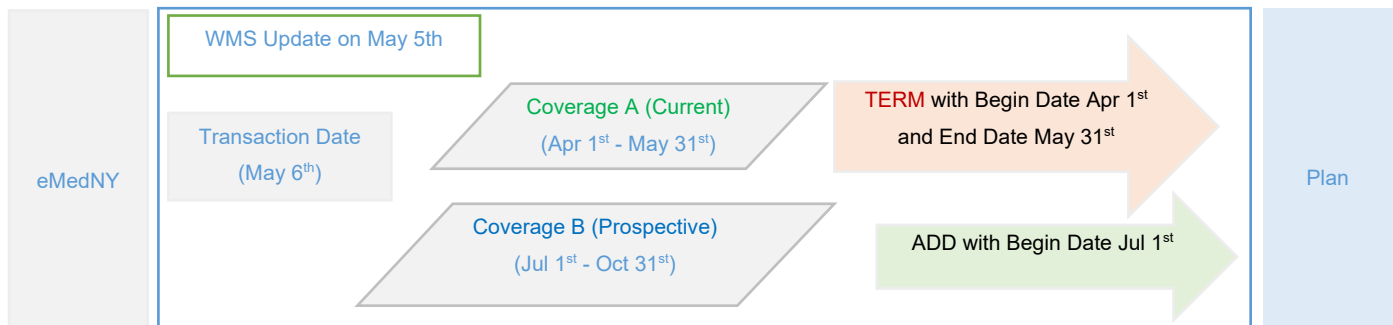 eMedNY
WMS Update on May 5th
Transaction Date
(May 6th)
Coverage A (Current)
(Apr 1st - May 31st)
TERM with Begin Date Apr 1st
and End Date May 31st
Coverage B (Prospective)
(Jul 1st - Oct 31st)
ADD with Begin Date Jul 1st
Plan